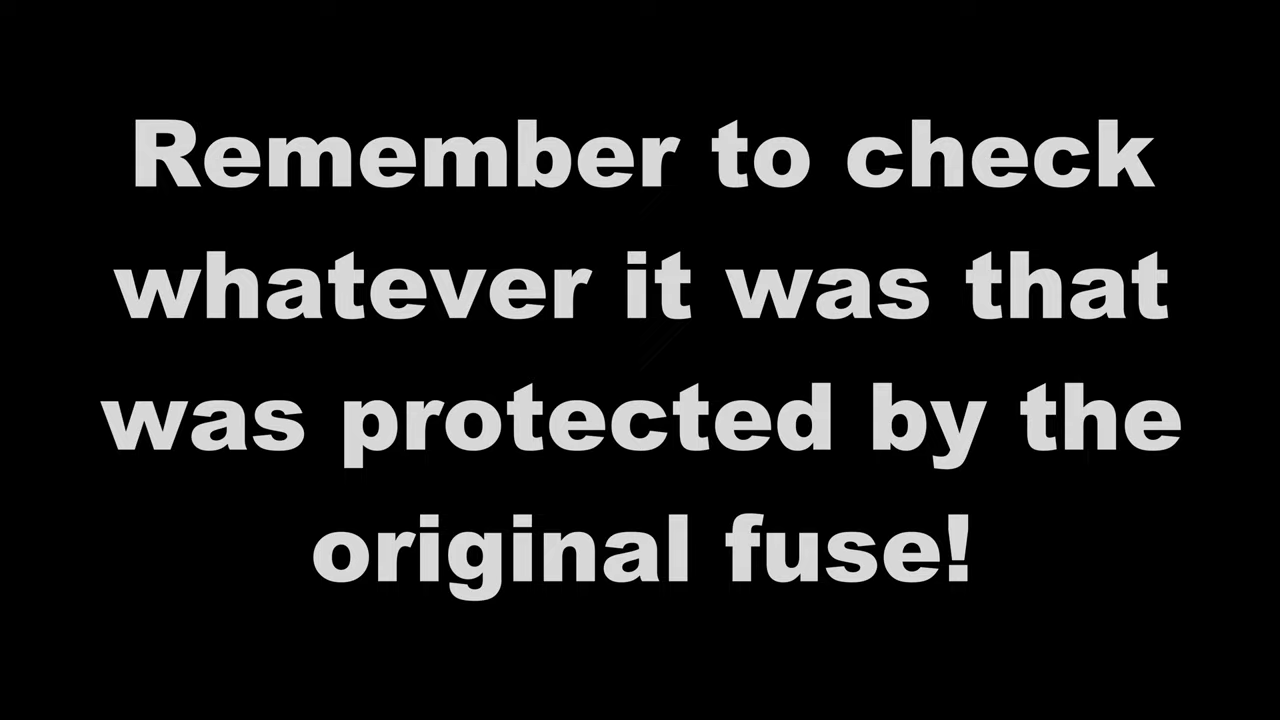 Remember to check
whatever it was that
was protected by the
original fuse!